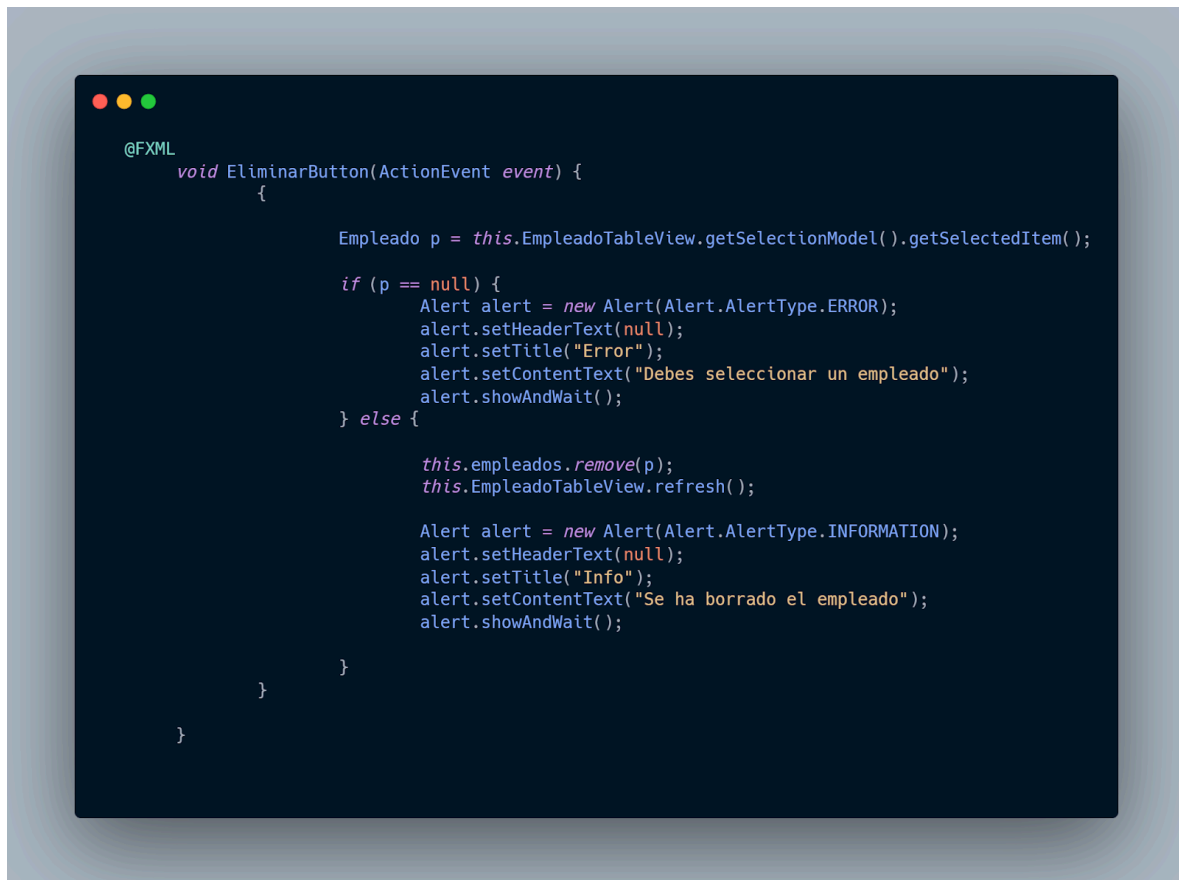 @FXML
void EliminarButton(ActionEvent event) {
{
Empleado p = this.EmpleadoTableView.getSelectionModel().getSelectedItem();
if (p == null) {
Alert alert = new Alert(Alert.AlertType.ERROR);
alert.setHeaderText(null);
alert.setTitle("Error");
alert.setContentText("Debes seleccionar un empleado");
alert.showAndWait();
} else {
this.empleados.remove(p);
this.EmpleadoTableView.refresh();
Alert alert = new Alert(Alert.AlertType.INFORMATION);
alert.setHeaderText(null);
alert.setTitle("Info");
alert.setContentText("Se ha borrado el empleado");
alert.showAndWait();
}
}
}